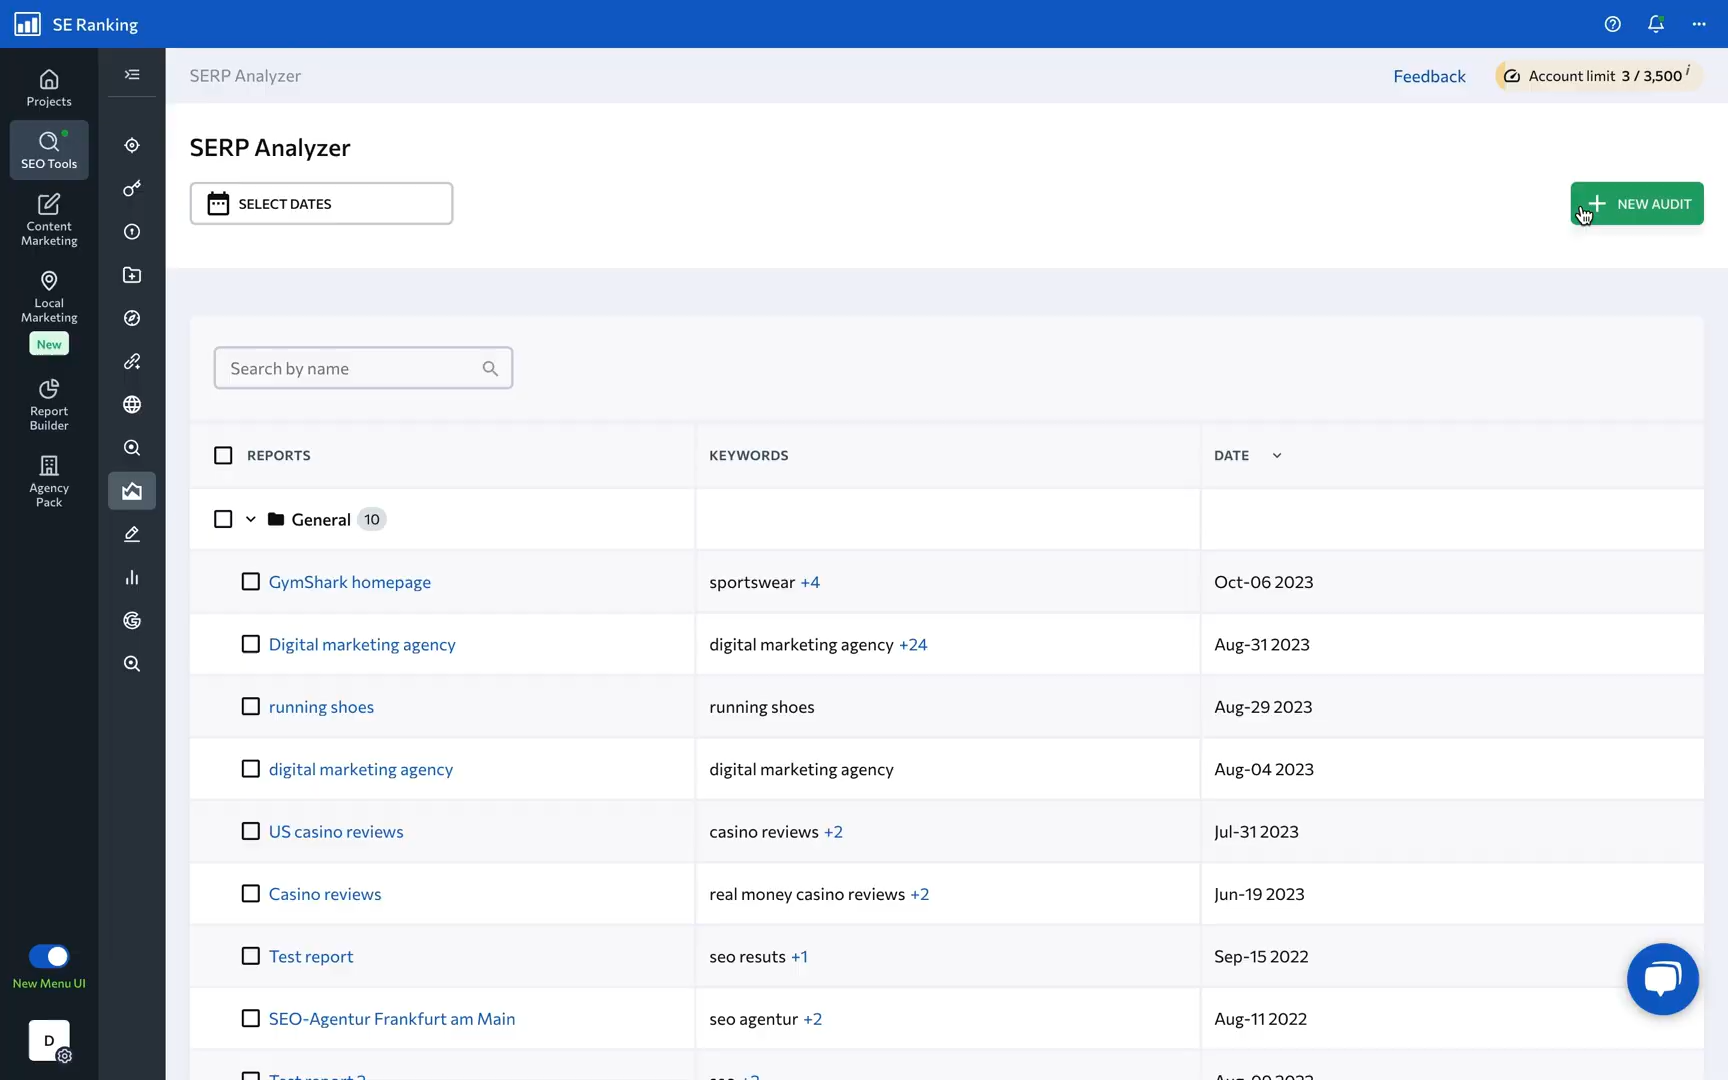 SE Ranking
Projects
SEO Tools
Content
Marketing
Local
Marketing
New
Report
Builder
Agency
Pack
New Menu UI
D
SERP Analyzer
Feedback
Account limit 3 / 3,500 i
SERP Analyzer
SELECT DATES
NEW AUDIT
Search by name
REPORTS KEYWORDS DATE
General 10
GymShark homepage sportswear +4 Oct-06 2023
Digital marketing agency digital marketing agency +24 Aug-31 2023
running shoes running shoes Aug-29 2023
digital marketing agency digital marketing agency Aug-04 2023
US casino reviews casino reviews +2 Jul-31 2023
Casino reviews real money casino reviews +2 Jun-19 2023
Test report seo resuts +1 Sep-15 2022
SEO-Agentur Frankfurt am Main seo agentur +2 Aug-11 2022